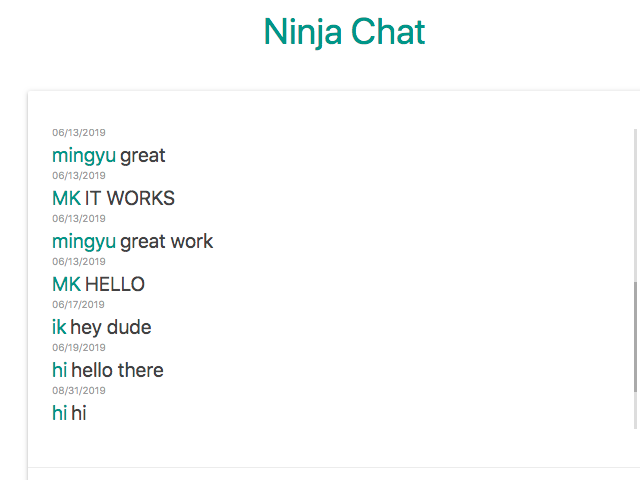 Ninja Chat
06/13/2019
mingyu great
06/13/2019
MK IT WORKS
06/13/2019
mingyu great work
06/13/2019
MK HELLO
06/17/2019
ik hey dude
06/19/2019
hi hello there
08/31/2019
hi hi